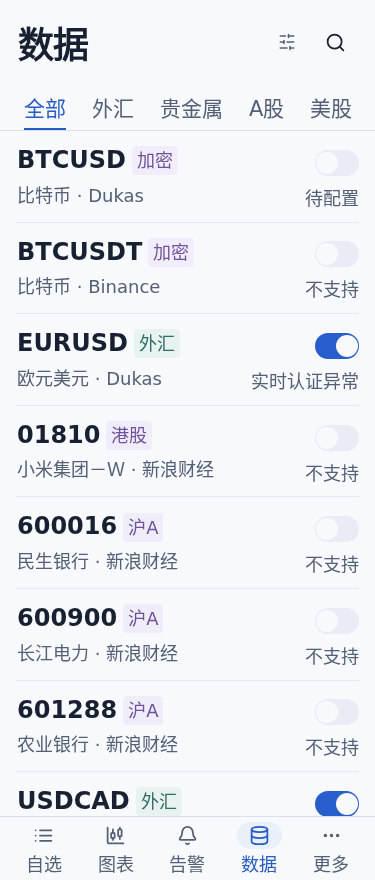 数据
全部 外汇 贵金属 A股 美股
BTCUSD 加密
比特币 · Dukas 待配置
BTCUSDT 加密
比特币 · Binance 不支持
EURUSD 外汇
欧元美元 · Dukas 实时认证异常
01810 港股
小米集团－W · 新浪财经 不支持
600016 沪A
民生银行 · 新浪财经 不支持
600900 沪A
长江电力 · 新浪财经 不支持
601288 沪A
农业银行 · 新浪财经 不支持
USDCAD 外汇
自选 图表 告警 数据 更多